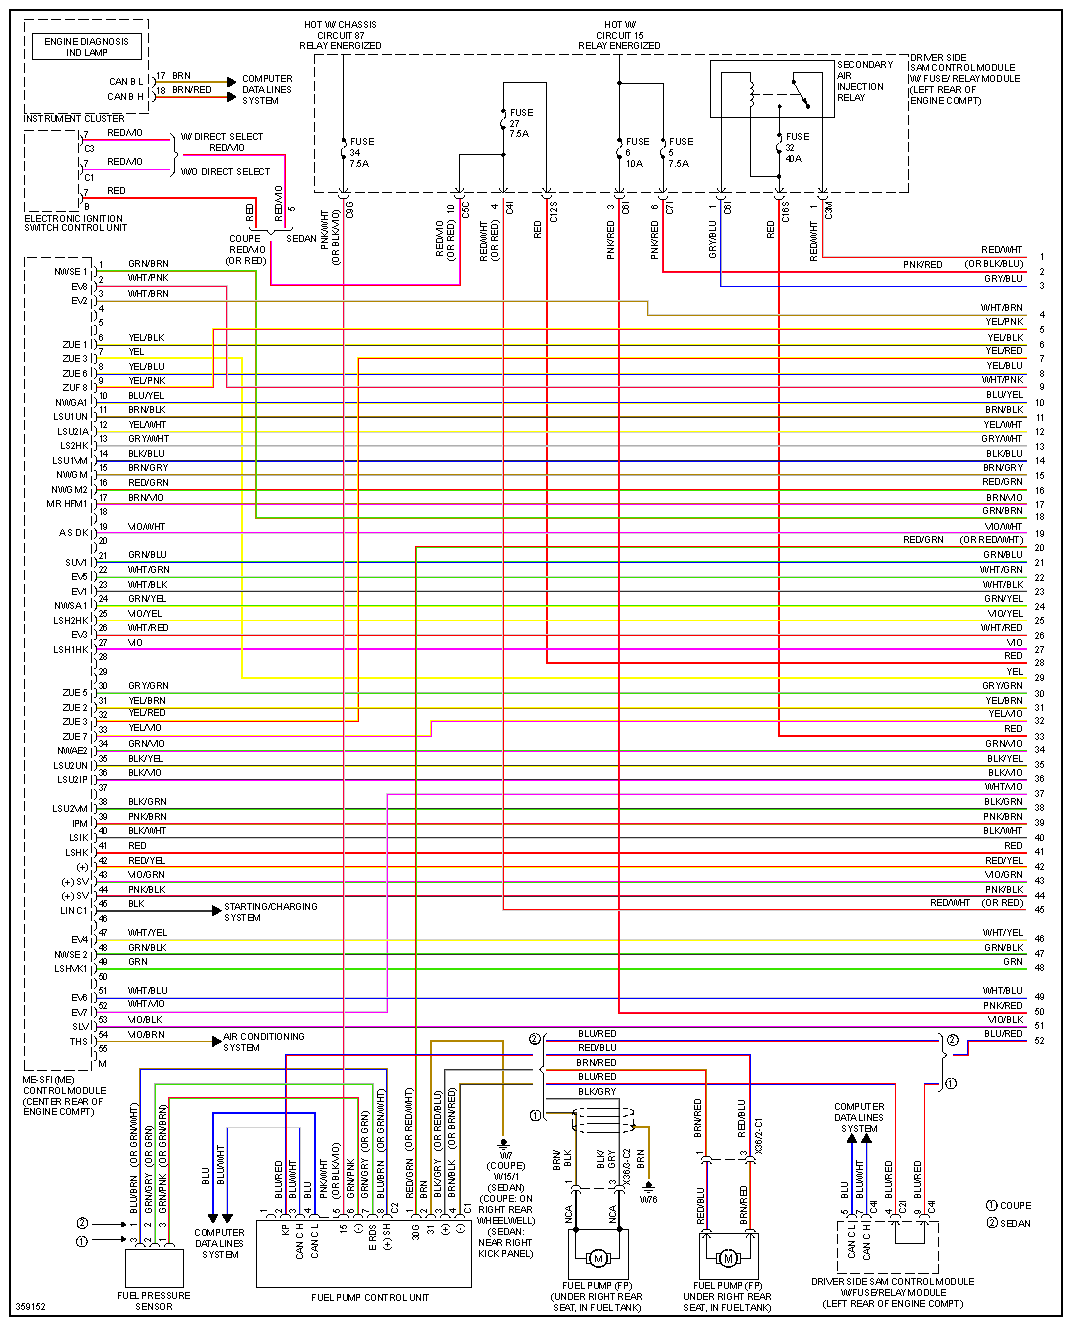 ENGINE DIAGNOSIS
IND LAMP
CAN B L 17 BRN
CAN B H 18 BRN/RED
COMPUTER
DATA LINES
SYSTEM
INSTRUMENT CLUSTER
HOT W/ CHASSIS
CIRCUIT 87
RELAY ENERGIZED
HOT W/
CIRCUIT 15
RELAY ENERGIZED
DRIVER SIDE
SAM CONTROL MODULE
W/ FUSE/ RELAY MODULE
(LEFT REAR OF
ENGINE COMPT)
SECONDARY
AIR
INJECTION
RELAY
FUSE
34
7.5A
FUSE
27
7.5A
FUSE
6
10A
FUSE
5
7.5A
FUSE
32
40A
7 RED/VIO
C3
7 RED/VIO
C1
7 RED
B
W/ DIRECT SELECT
RED/VIO
W/O DIRECT SELECT
ELECTRONIC IGNITION
SWITCH CONTROL UNIT
RED
RED/VIO
5
COUPE SEDAN
RED/VIO
(OR RED)
PNK/WHT
(OR BLK/VIO)
C9G
RED/VIO
(OR RED)
10
C5C
RED/WHT
(OR RED)
4
C4I
RED
C12S
PNK/RED
3
C6I
PNK/RED
6
C7I
GRY/BLU
1
C6I
RED
C16S
RED/WHT
1
C3M
NWSE 1 1 GRN/BRN
EV8 2 WHT/PNK
EV2 3 WHT/BRN
4
5
ZUE 1 6 YEL/BLK
ZUE 3 7 YEL
ZUE 6 8 YEL/BLU
ZUF 8 9 YEL/PNK
NWGA1 10 BLU/YEL
LSU1UN 11 BRN/BLK
LSU2IA 12 YEL/WHT
LS2HK 13 GRY/WHT
LSU1VM 14 BLK/BLU
NWGM 15 BRN/GRY
NWGM2 16 RED/GRN
MR HFM1 17 BRN/VIO
18
AS DK 19 VIO/WHT
20
SUV1 21 GRN/BLU
EV5 22 WHT/GRN
EV1 23 WHT/BLK
NWSA1 24 GRN/YEL
LSH2HK 25 VIO/YEL
EV3 26 WHT/RED
LSH1HK 27 VIO
28
29
ZUE 5 30 GRY/GRN
ZUE 2 31 YEL/BRN
ZUE 3 32 YEL/RED
ZUE 7 33 YEL/VIO
NWAE2 34 GRN/VIO
LSU2UN 35 BLK/YEL
LSU2IP 36 BLK/VIO
37
LSU2VM 38 BLK/GRN
IPM 39 PNK/BRN
LSIK 40 BLK/WHT
LSHK 41 RED
(+) 42 RED/YEL
(+) SV 43 VIO/GRN
(+) SV 44 PNK/BLK
LIN C1 45 BLK
46
EV4 47 WHT/YEL
NWSE 2 48 GRN/BLK
LSHVK1 49 GRN
50
EV6 51 WHT/BLU
EV7 52 WHT/VIO
SLV 53 VIO/BLK
THS 54 VIO/BRN
55
M
STARTING/CHARGING
SYSTEM
AIR CONDITIONING
SYSTEM
ME-SFI (ME)
CONTROL MODULE
(CENTER REAR OF
ENGINE COMPT)
RED/WHT 1
PNK/RED (OR BLK/BLU) 2
GRY/BLU 3
WHT/BRN 4
YEL/PNK 5
YEL/BLK 6
YEL/RED 7
YEL/BLU 8
WHT/PNK 9
BLU/YEL 10
BRN/BLK 11
YEL/WHT 12
GRY/WHT 13
BLK/BLU 14
BRN/GRY 15
RED/GRN 16
BRN/VIO 17
GRN/BRN 18
VIO/WHT 19
RED/GRN (OR RED/WHT) 20
GRN/BLU 21
WHT/GRN 22
WHT/BLK 23
GRN/YEL 24
VIO/YEL 25
WHT/RED 26
VIO 27
RED 28
YEL 29
GRY/GRN 30
YEL/BRN 31
YEL/VIO 32
RED 33
GRN/VIO 34
BLK/YEL 35
BLK/VIO 36
WHT/VIO 37
BLK/GRN 38
PNK/BRN 39
BLK/WHT 40
RED 41
RED/YEL 42
VIO/GRN 43
PNK/BLK 44
RED/WHT (OR RED) 45
WHT/YEL 46
GRN/BLK 47
GRN 48
WHT/BLU 49
PNK/RED 50
VIO/BLK 51
BLU/RED 52
2 BLU/RED 2
RED/BLU
BRN/RED
BLU/RED 1
BLK/GRY
1
BLU/BRN (OR GRN/WHT)
GRY/GRN (OR GRN)
GRN/PNK (OR GRN/BRN)
2 1 2 3
1 3 2 1
FUEL PRESSURE
SENSOR
BLU
BLU/WHT
COMPUTER
DATA LINES
SYSTEM
1
2 BLU/RED
3 BLU/WHT
4 BLU
KP
CAN C H
CAN C L
PNK/WHT (OR BLK/VIO)
5
15
GRN/PNK
6
(-)
GRN/GRY (OR GRN)
7
E RDS
BLU/BRN (OR GRN/WHT)
8
(+) SH
C2
RED/GRN (OR RED/WHT)
2
30G
BRN
3
31
BLK/GRY (OR RED/BLU)
(+)
BRN/BLK (OR BRN/RED)
4
(-)
1
C1
FUEL PUMP CONTROL UNIT
W7
(COUPE)
W15/1
(SEDAN)
(COUPE: ON
RIGHT REAR
WHEELWELL)
(SEDAN:
NEAR RIGHT
KICK PANEL)
BRN/
BLK
BLK/
GRY
BRN
W76
1 3
X36/3-C2
NCA NCA
M
FUEL PUMP (FP)
(UNDER RIGHT REAR
SEAT, IN FUEL TANK)
BRN/RED
RED/BLU
1 3
X36/2-C1
RED/BLU
BRN/RED
M
FUEL PUMP (FP)
(UNDER RIGHT REAR
SEAT, IN FUEL TANK)
COMPUTER
DATA LINES
SYSTEM
BLU
5
CAN C L
BLU/WHT
7
CAN C H
C4I
BLU/RED
4
C2I
BLU/RED
9
C4I
DRIVER SIDE SAM CONTROL MODULE
W/FUSE/RELAY MODULE
(LEFT REAR OF ENGINE COMPT)
1 COUPE
2 SEDAN
359152